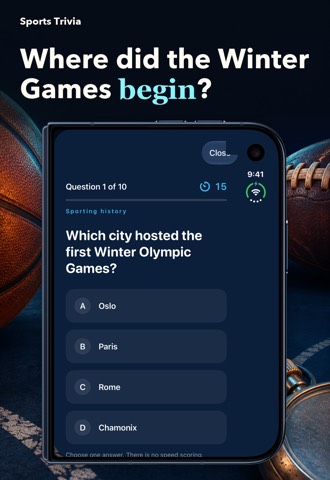 Sports Trivia
Where did the Winter
Games begin?
Close
9:41
Question 1 of 10
15
Sporting history
Which city hosted the
first Winter Olympic
Games?
A Oslo
B Paris
C Rome
D Chamonix
Choose one answer. There is no speed scoring.